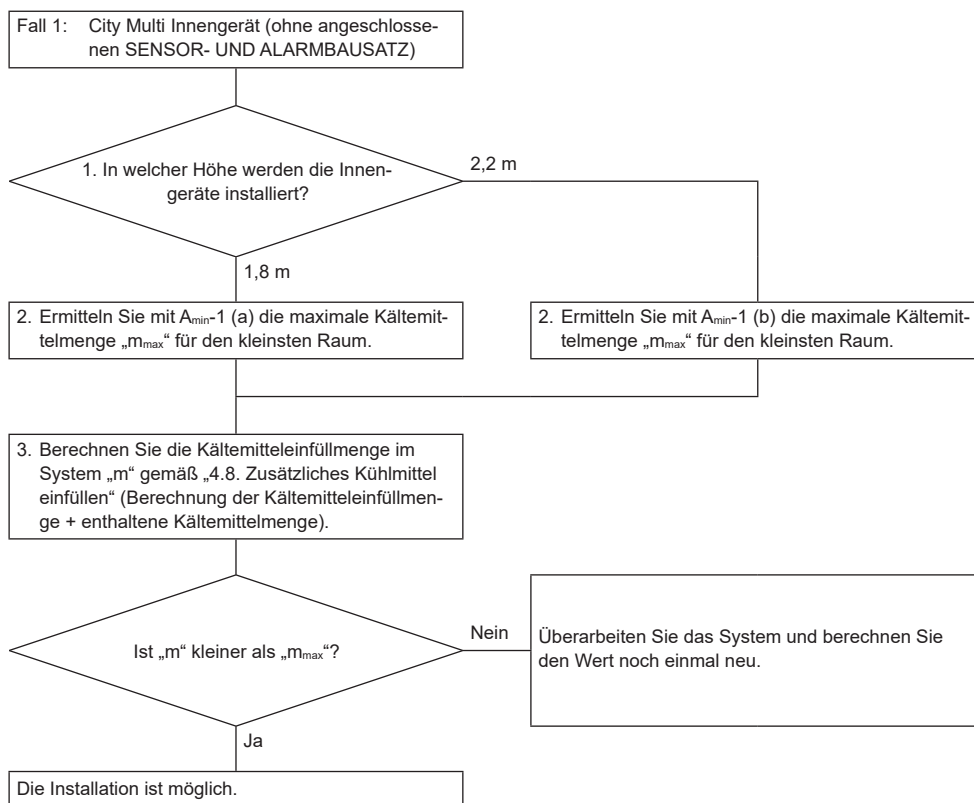 Fall 1: City Multi Innengerät (ohne angeschlosse-
nen SENSOR- UND ALARMBAUSATZ)
1. In welcher Höhe werden die Innen-
geräte installiert?
2,2 m
1,8 m
2. Ermitteln Sie mit Amin-1 (a) die maximale Kältemit-
telmenge „mmax“ für den kleinsten Raum.
2. Ermitteln Sie mit Amin-1 (b) die maximale Kältemit-
telmenge „mmax“ für den kleinsten Raum.
3. Berechnen Sie die Kältemitteleinfüllmenge im
System „m“ gemäß „4.8. Zusätzliches Kühlmittel
einfüllen“ (Berechnung der Kältemitteleinfüllmen-
ge + enthaltene Kältemittelmenge).
Ist „m“ kleiner als „mmax“?
Nein
Überarbeiten Sie das System und berechnen Sie
den Wert noch einmal neu.
Ja
Die Installation ist möglich.